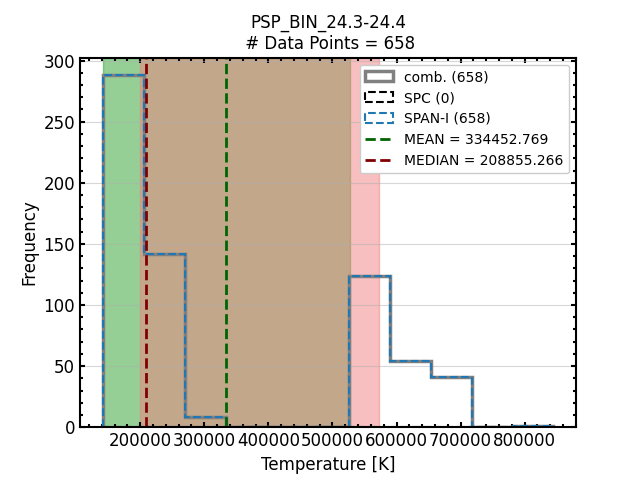 PSP_BIN_24.3-24.4
# Data Points = 658
comb. (658)
SPC (0)
SPAN-I (658)
MEAN = 334452.769
MEDIAN = 208855.266
Frequency
300
250
200
150
100
50
0
200000 300000 400000 500000 600000 700000 800000
Temperature [K]